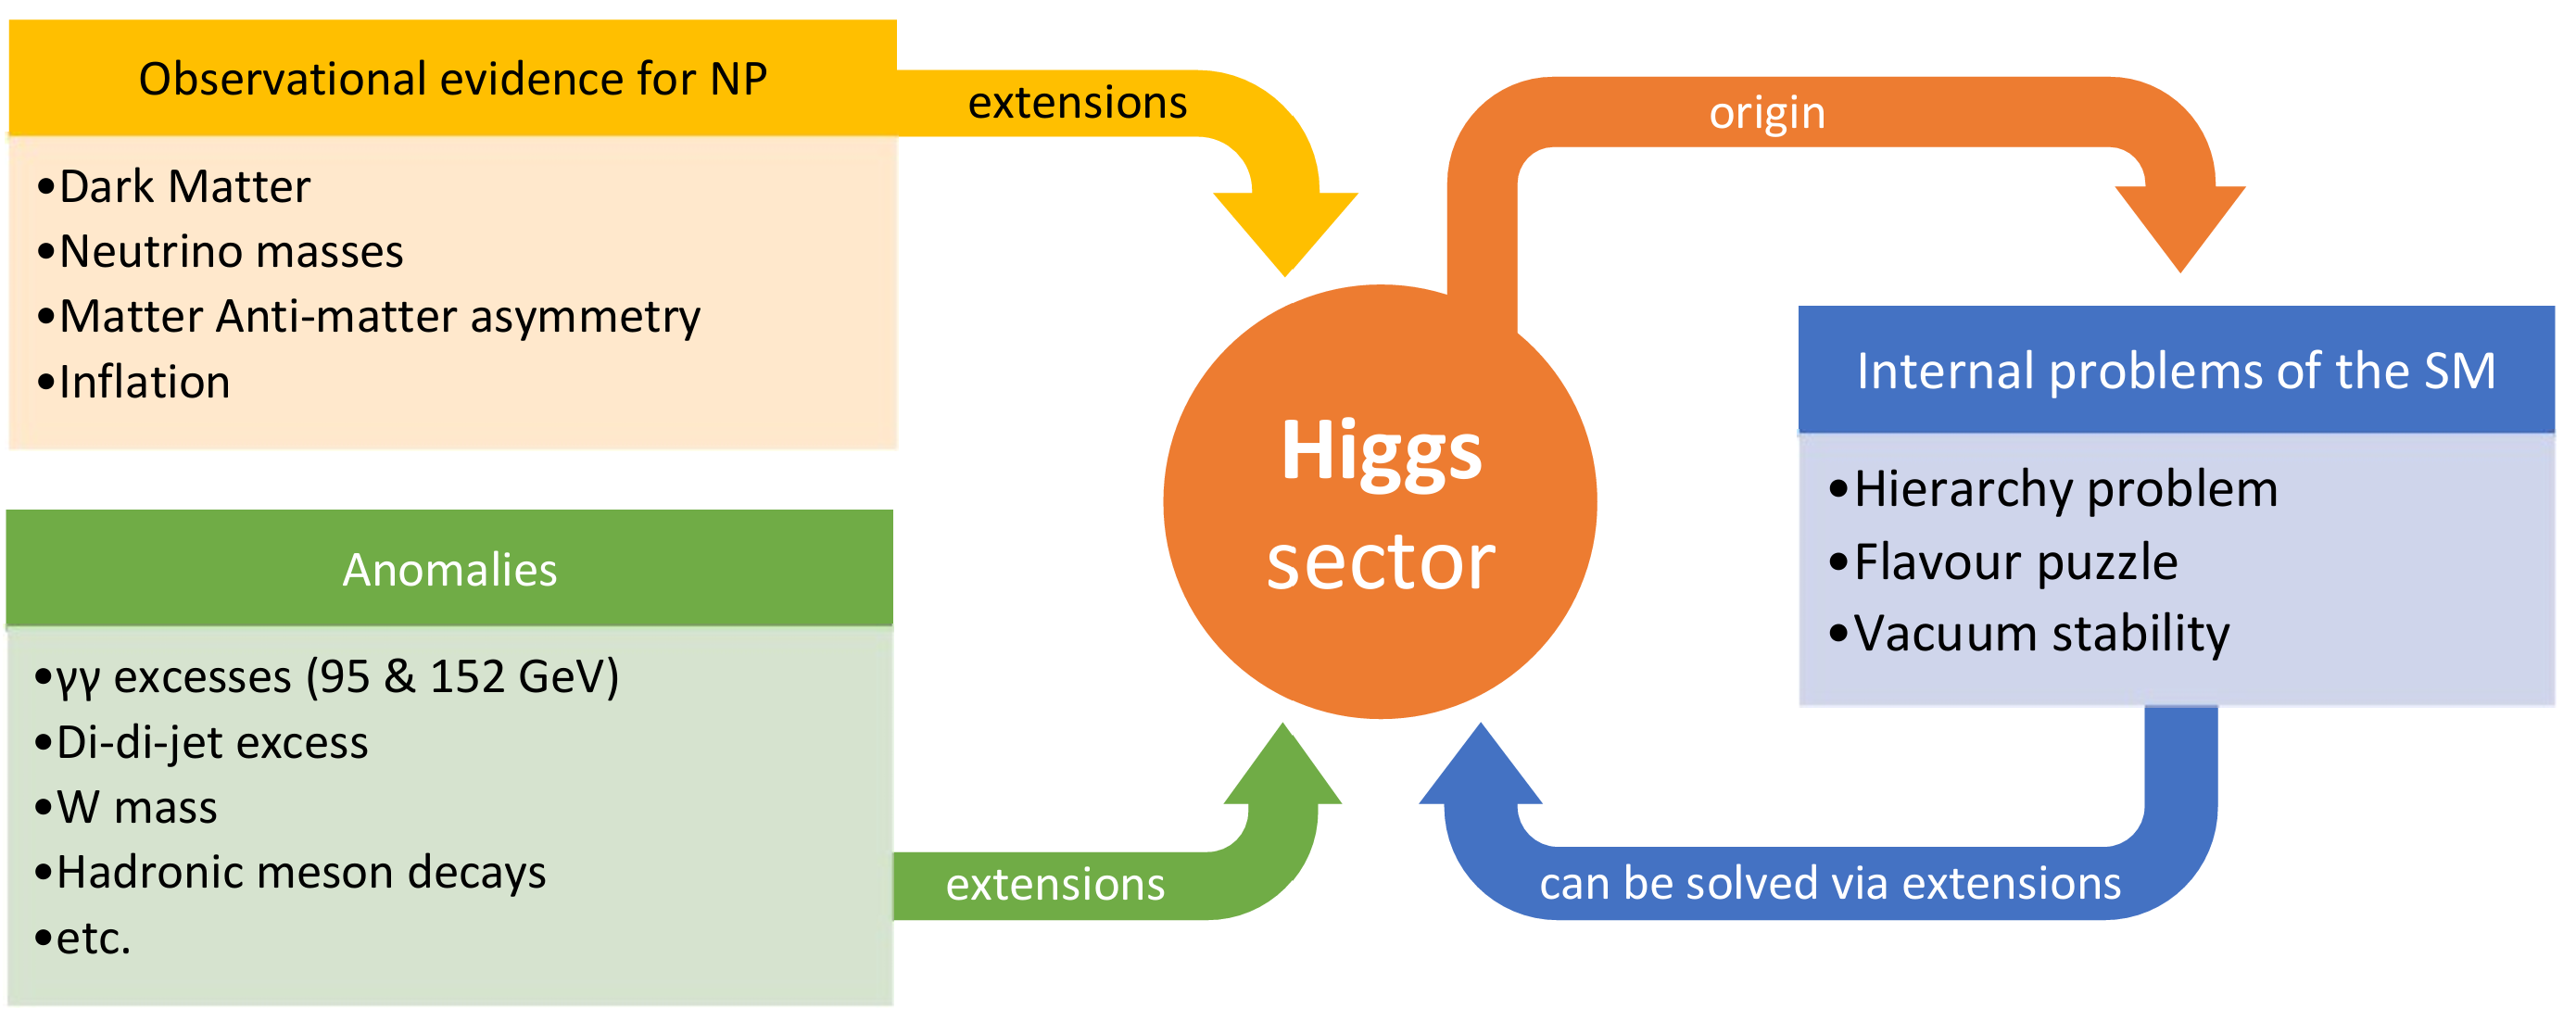 Observational evidence for NP
•Dark Matter
•Neutrino masses
•Matter Anti-matter asymmetry
•Inflation
extensions
Anomalies
•γγ excesses (95 & 152 GeV)
•Di-di-jet excess
•W mass
•Hadronic meson decays
•etc.
extensions
Higgs
sector
origin
Internal problems of the SM
•Hierarchy problem
•Flavour puzzle
•Vacuum stability
can be solved via extensions